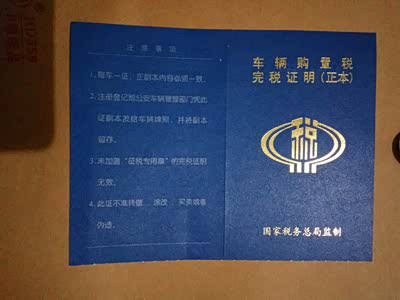 注意事项
1. 每车一证，正副本内容必须一致。
2. 注册登记地公安车辆管理部门凭此
证副本发给车辆牌照，并将副本
留存。
3. 未加盖“征税专用章”的完税证明
无效。
4. 此证不准转借、涂改、买卖或者
伪造。
车辆购置税
完税证明（正本）
税
国家税务总局监制